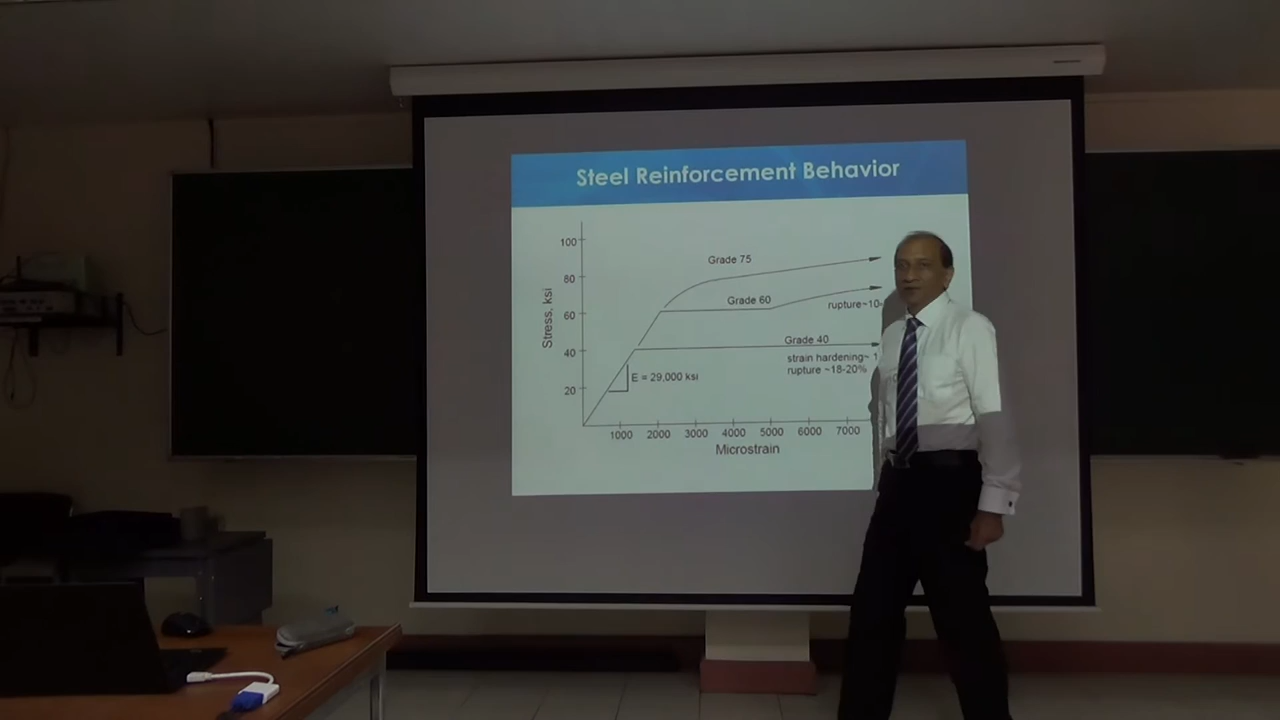 Steel Reinforcement Behavior
100
80
60
40
20
Stress, ksi
Grade 75
Grade 60
rupture~10
Grade 40
strain hardening~ 1
rupture ~18-20%
E = 29,000 ksi
1000 2000 3000 4000 5000 6000 7000
Microstrain